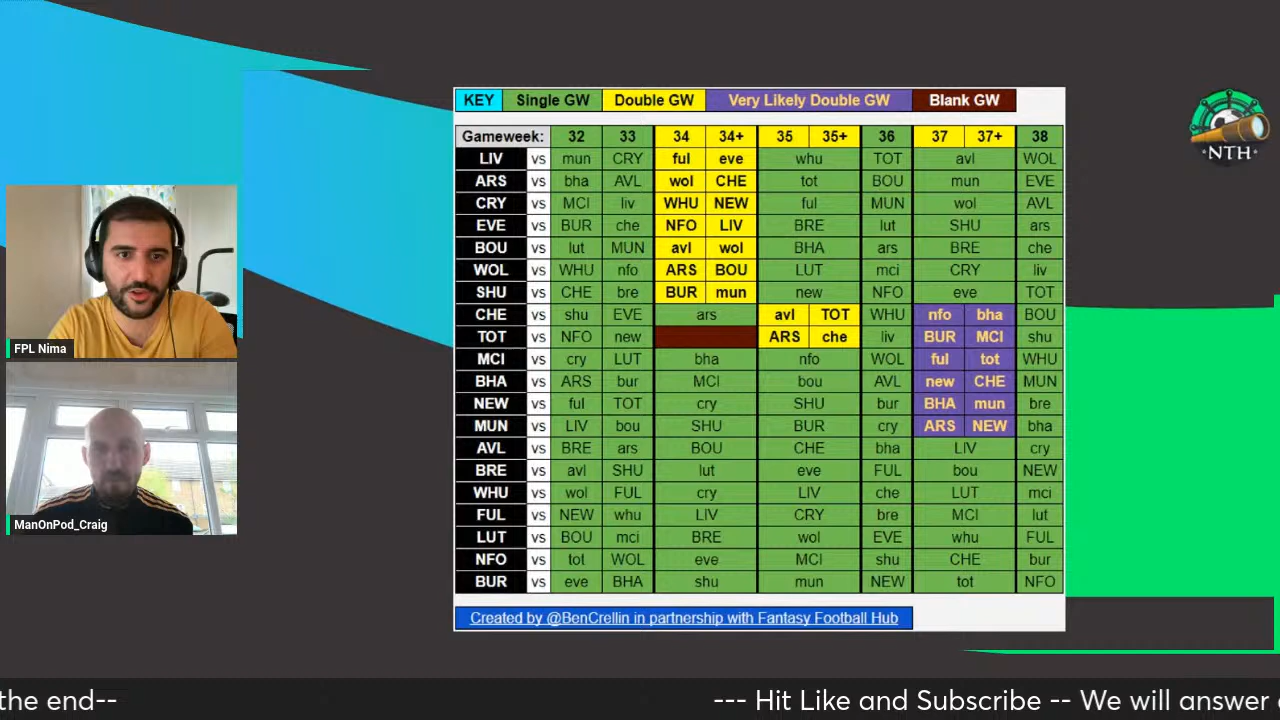 KEY Single GW Double GW Very Likely Double GW Blank GW
Gameweek: 32 33 34 34+ 35 35+ 36 37 37+ 38
LIV vs mun CRY ful eve whu TOT avl WOL
ARS vs bha AVL wol CHE tot BOU mun EVE
CRY vs MCI liv WHU NEW ful MUN wol AVL
EVE vs BUR che NFO LIV BRE lut SHU ars
BOU vs lut MUN avl wol BHA ars BRE che
WOL vs WHU nfo ARS BOU LUT mci CRY liv
SHU vs CHE bre BUR mun new NFO eve TOT
CHE vs shu EVE ars avl TOT WHU nfo bha BOU
TOT vs NFO new ARS che liv BUR MCI shu
MCI vs cry LUT bha nfo WOL ful tot WHU
BHA vs ARS bur MCI bou AVL new CHE MUN
NEW vs ful TOT cry SHU bur BHA mun bre
MUN vs LIV bou SHU BUR cry ARS NEW bha
AVL vs BRE ars BOU CHE bha LIV cry
BRE vs avl SHU lut eve FUL bou NEW
WHU vs wol FUL cry LIV che LUT mci
FUL vs NEW whu LIV CRY bre MCI lut
LUT vs BOU mci BRE wol EVE whu FUL
NFO vs tot WOL eve MCI shu CHE bur
BUR vs eve BHA shu mun NEW tot NFO
Created by @BenCrellin in partnership with Fantasy Football Hub
NTH
FPL Nima
ManOnPod_Craig
the end-- --- Hit Like and Subscribe -- We will answer